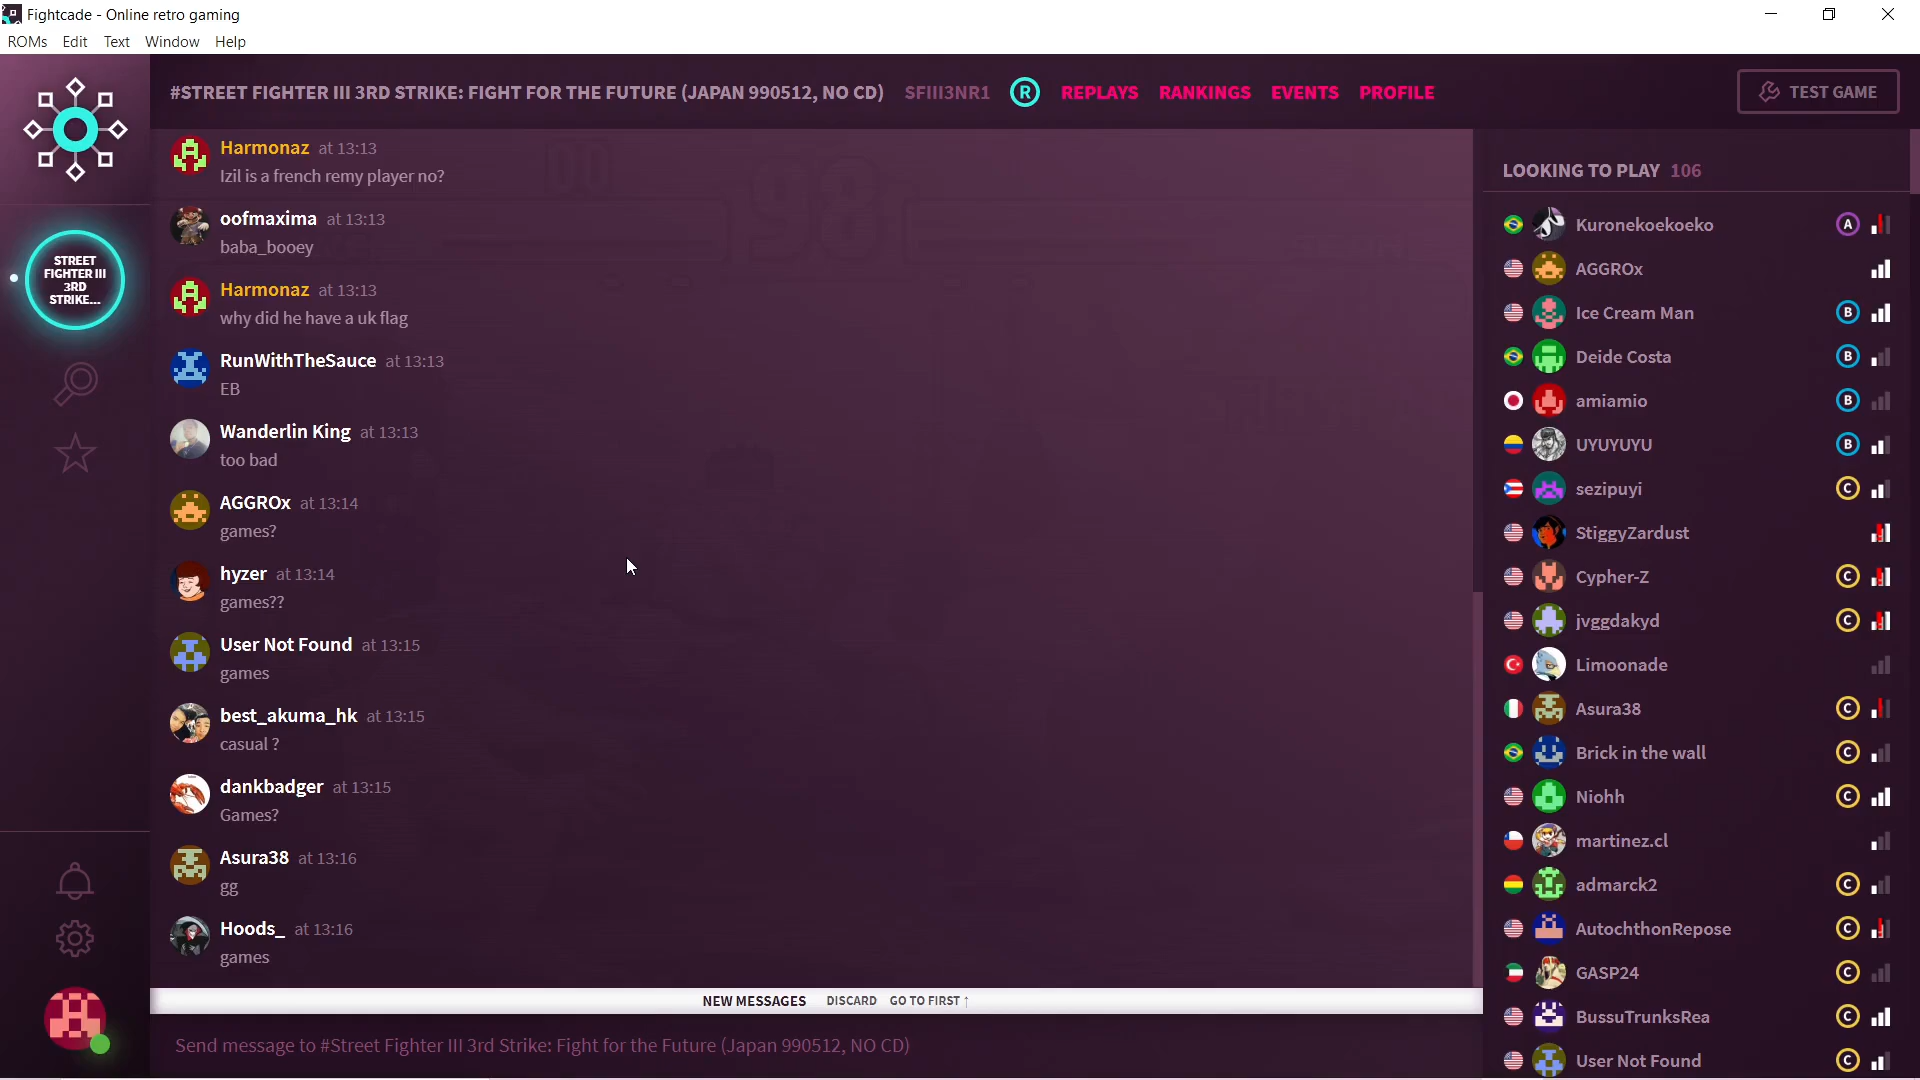 Fightcade - Online retro gaming
ROMs Edit Text Window Help
#STREET FIGHTER III 3RD STRIKE: FIGHT FOR THE FUTURE (JAPAN 990512, NO CD) SFIII3NR1 R REPLAYS RANKINGS EVENTS PROFILE TEST GAME
STREET
FIGHTER III
3RD
STRIKE...
Harmonaz at 13:13
Izil is a french remy player no?
oofmaxima at 13:13
baba_booey
Harmonaz at 13:13
why did he have a uk flag
RunWithTheSauce at 13:13
EB
Wanderlin King at 13:13
too bad
AGGROx at 13:14
games?
hyzer at 13:14
games??
User Not Found at 13:15
games
best_akuma_hk at 13:15
casual ?
dankbadger at 13:15
Games?
Asura38 at 13:16
gg
Hoods_ at 13:16
games
NEW MESSAGES DISCARD GO TO FIRST ↑
Send message to #Street Fighter III 3rd Strike: Fight for the Future (Japan 990512, NO CD)
LOOKING TO PLAY 106
Kuronekoekoeko A
AGGROx
Ice Cream Man B
Deide Costa B
amiamio B
UYUYUYU B
sezipuyi C
StiggyZardust
Cypher-Z C
jvggdakyd C
Limoonade
Asura38 C
Brick in the wall C
Niohh C
martinez.cl
admarck2 C
AutochthonRepose C
GASP24 C
BussuTrunksRea C
User Not Found C